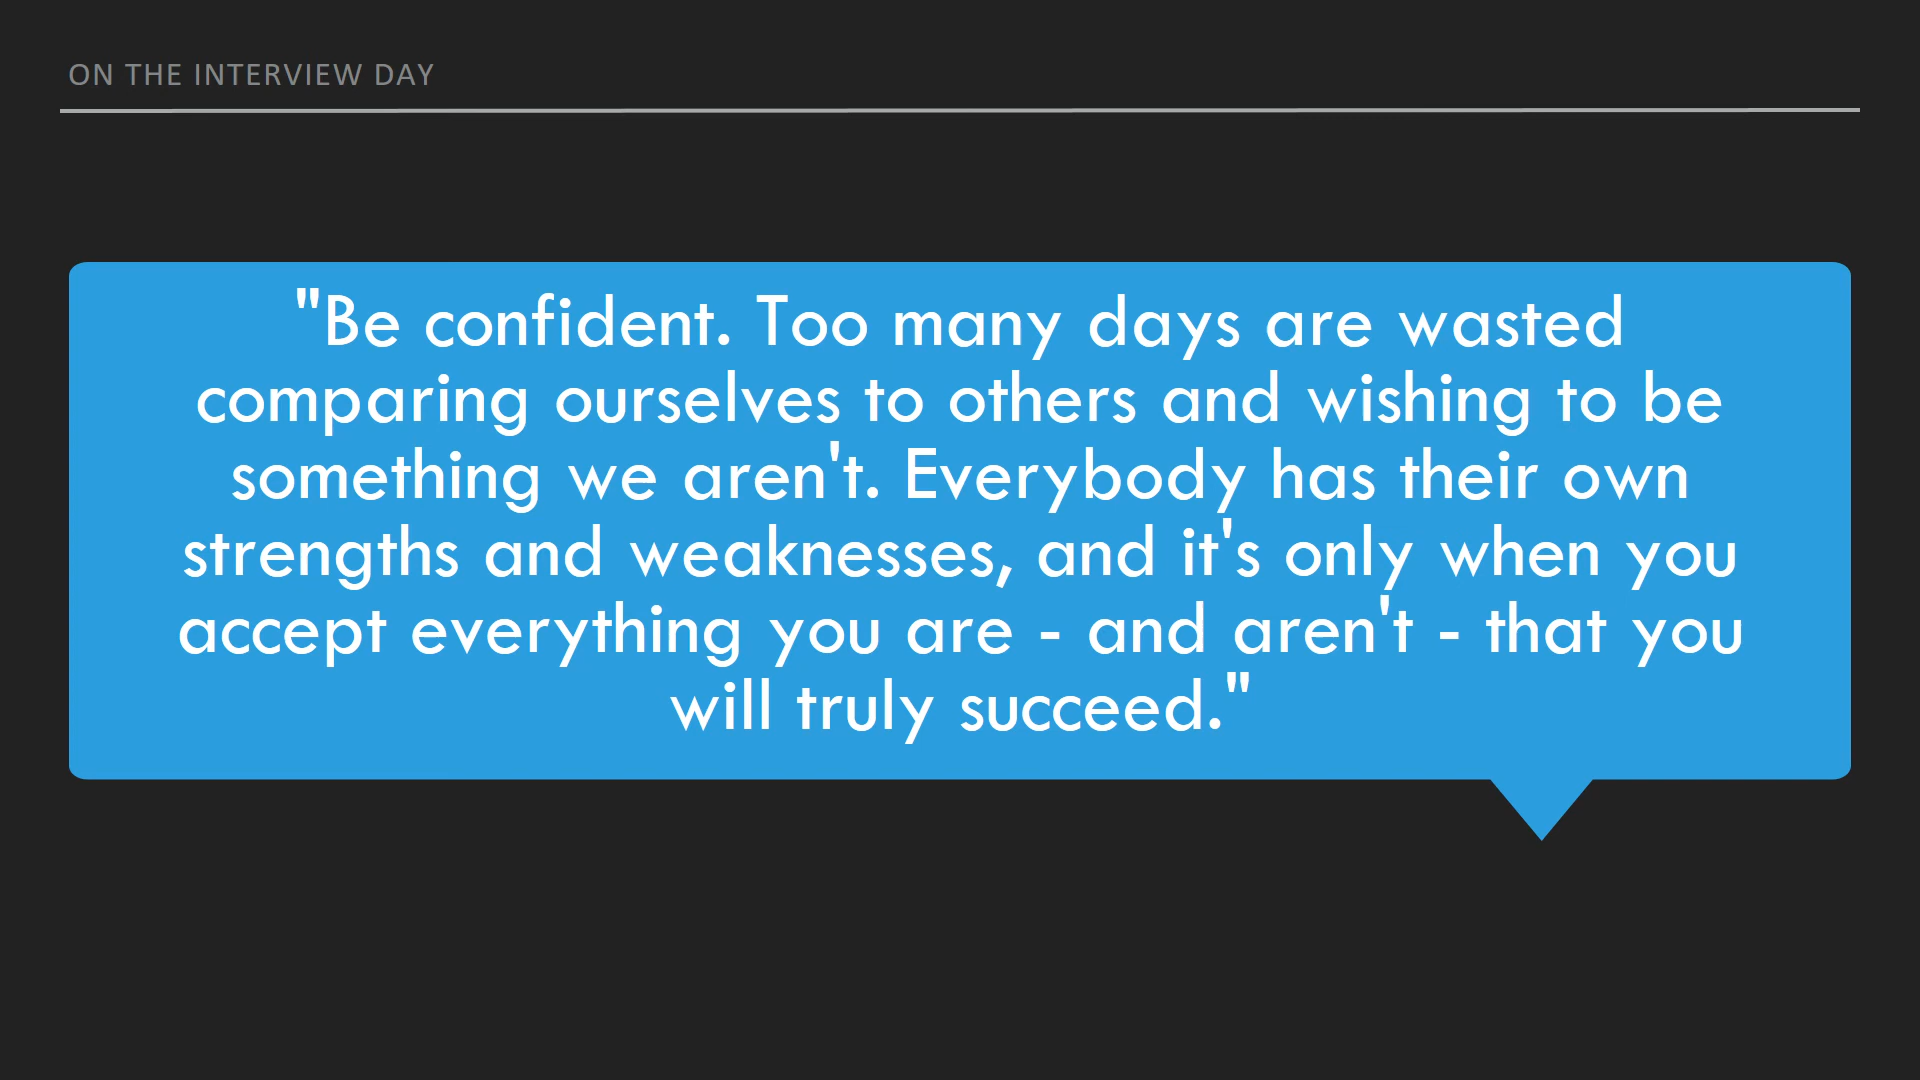 ON THE INTERVIEW DAY
"Be confident. Too many days are wasted
comparing ourselves to others and wishing to be
something we aren't. Everybody has their own
strengths and weaknesses, and it's only when you
accept everything you are - and aren't - that you
will truly succeed."